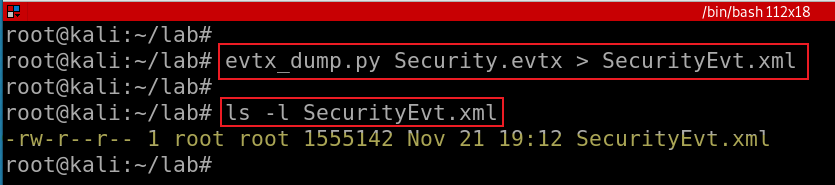 /bin/bash 112x18
root@kali:~/lab#
root@kali:~/lab# evtx_dump.py Security.evtx > SecurityEvt.xml
root@kali:~/lab#
root@kali:~/lab# ls -l SecurityEvt.xml
-rw-r--r-- 1 root root 1555142 Nov 21 19:12 SecurityEvt.xml
root@kali:~/lab#